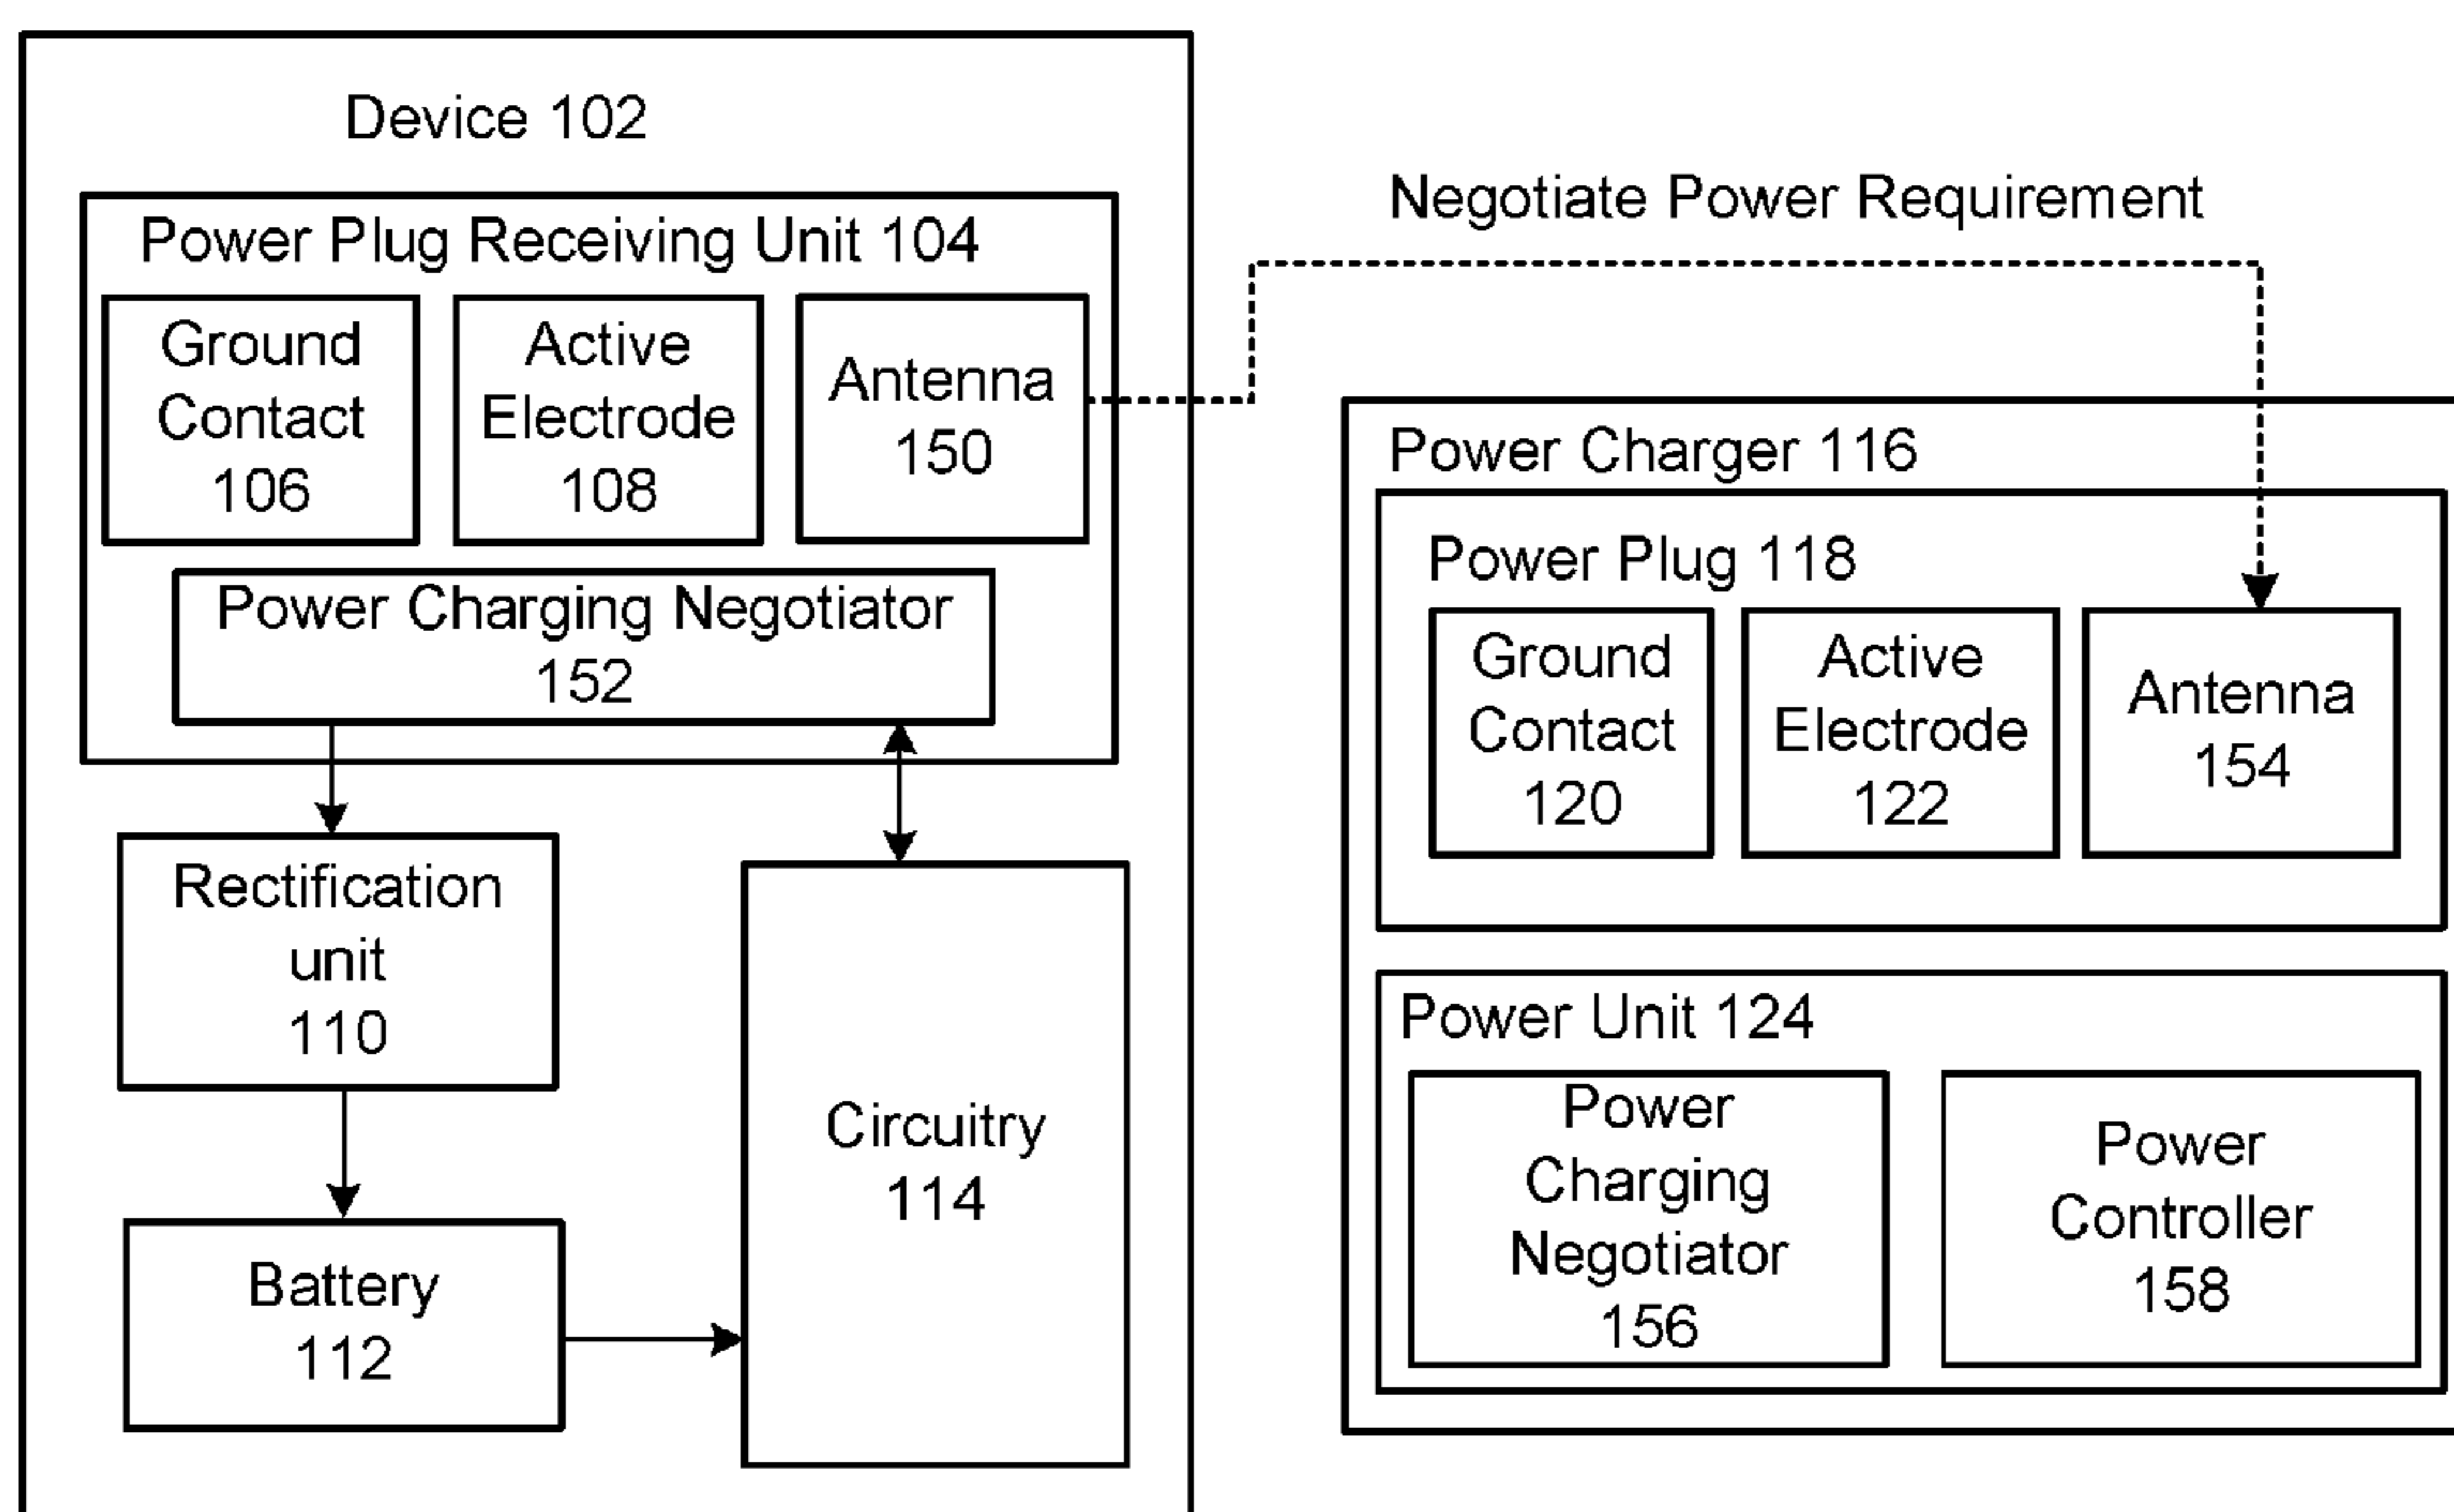 Device 102
Power Plug Receiving Unit 104
Ground
Contact
106
Active
Electrode
108
Antenna
150
Power Charging Negotiator
152
Rectification
unit
110
Battery
112
Circuitry
114
Negotiate Power Requirement
Power Charger 116
Power Plug 118
Ground
Contact
120
Active
Electrode
122
Antenna
154
Power Unit 124
Power
Charging
Negotiator
156
Power
Controller
158